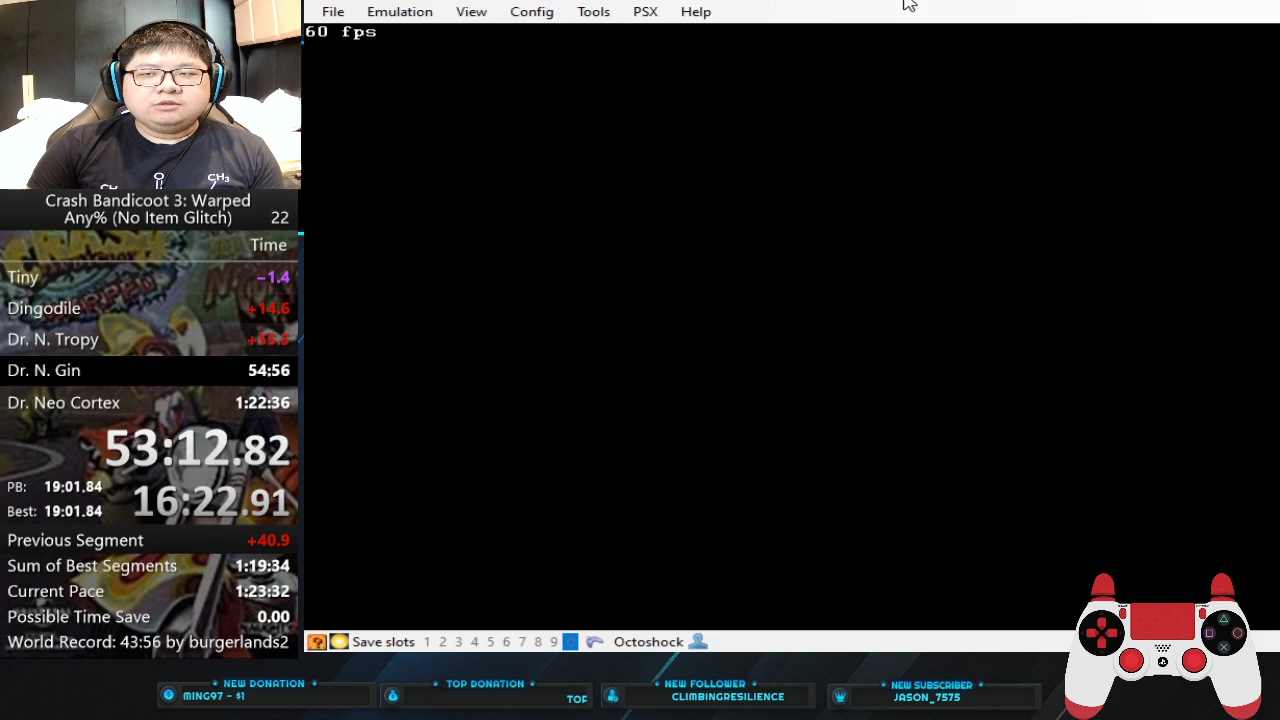 File Emulation View Config Tools PSX Help
60 fps
CH₃
Crash Bandicoot 3: Warped
Any% (No Item Glitch) 22
Time
Tiny −1.4
Dingodile +14.6
Dr. N. Tropy +55.5
Dr. N. Gin 54:56
Dr. Neo Cortex 1:22:36
53:12.82
PB: 19:01.84
16:22.91
Best: 19:01.84
Previous Segment +40.9
Sum of Best Segments 1:19:34
Current Pace 1:23:32
Possible Time Save 0.00
World Record: 43:56 by burgerlands2
Save slots 1 2 3 4 5 6 7 8 9 0 Octoshock
NEW DONATION
MING97 - $1
TOP DONATION
TOP
NEW FOLLOWER
CLIMBINGRESILIENCE
NEW SUBSCRIBER
JASON_7575